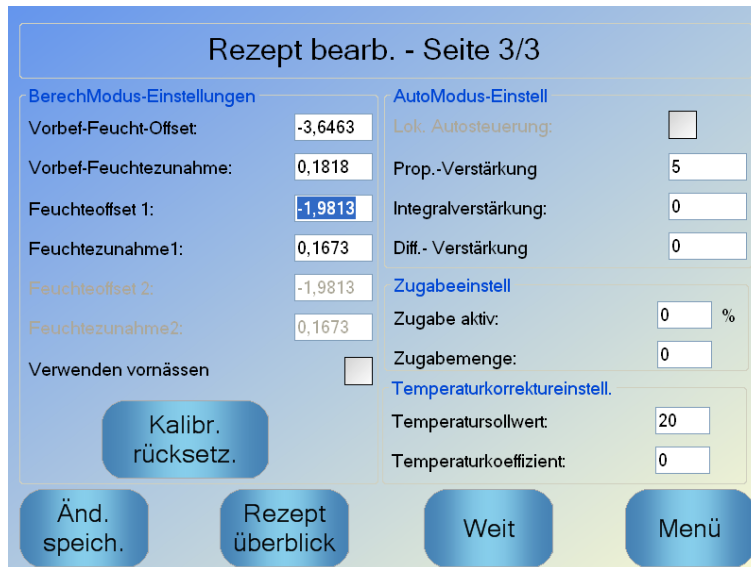 Rezept bearb. - Seite 3/3
BerechModus-Einstellungen
Vorbef-Feucht-Offset: -3,6463
Vorbef-Feuchtezunahme: 0,1818
Feuchteoffset 1: -1,9813
Feuchtezunahme1: 0,1673
Feuchteoffset 2: -1,9813
Feuchtezunahme2: 0,1673
Verwenden vornässen
Kalibr.
rücksetz.
AutoModus-Einstell
Lok. Autosteuerung:
Prop.-Verstärkung 5
Integralverstärkung: 0
Diff.- Verstärkung 0
Zugabeeinstell
Zugabe aktiv: 0 %
Zugabemenge: 0
Temperaturkorrektureinstell.
Temperatursollwert: 20
Temperaturkoeffizient: 0
Änd.
speich.
Rezept
überblick
Weit
Menü